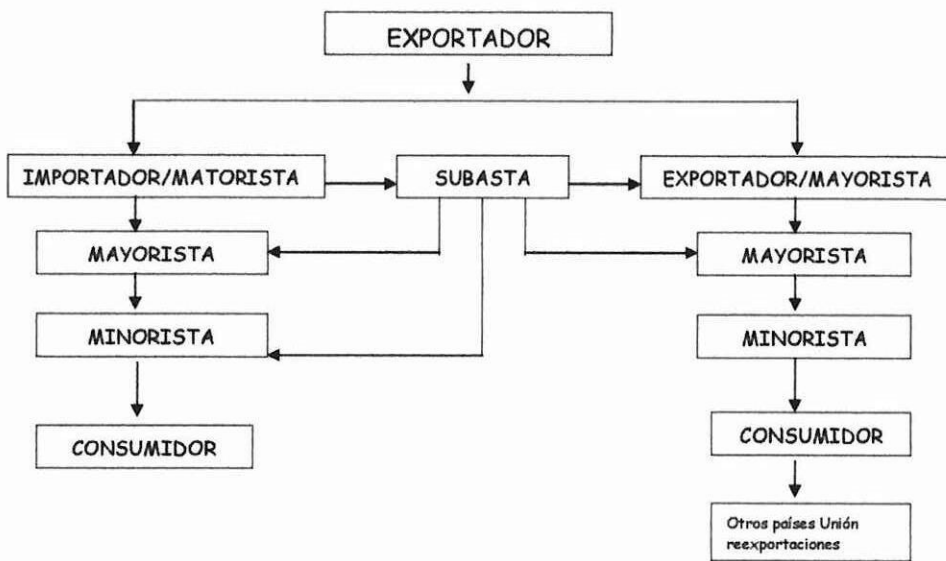 EXPORTADOR
IMPORTADOR/MATORISTA
SUBASTA
EXPORTADOR/MAYORISTA
MAYORISTA
MAYORISTA
MINORISTA
MINORISTA
CONSUMIDOR
CONSUMIDOR
Otros países Unión
reexportaciones